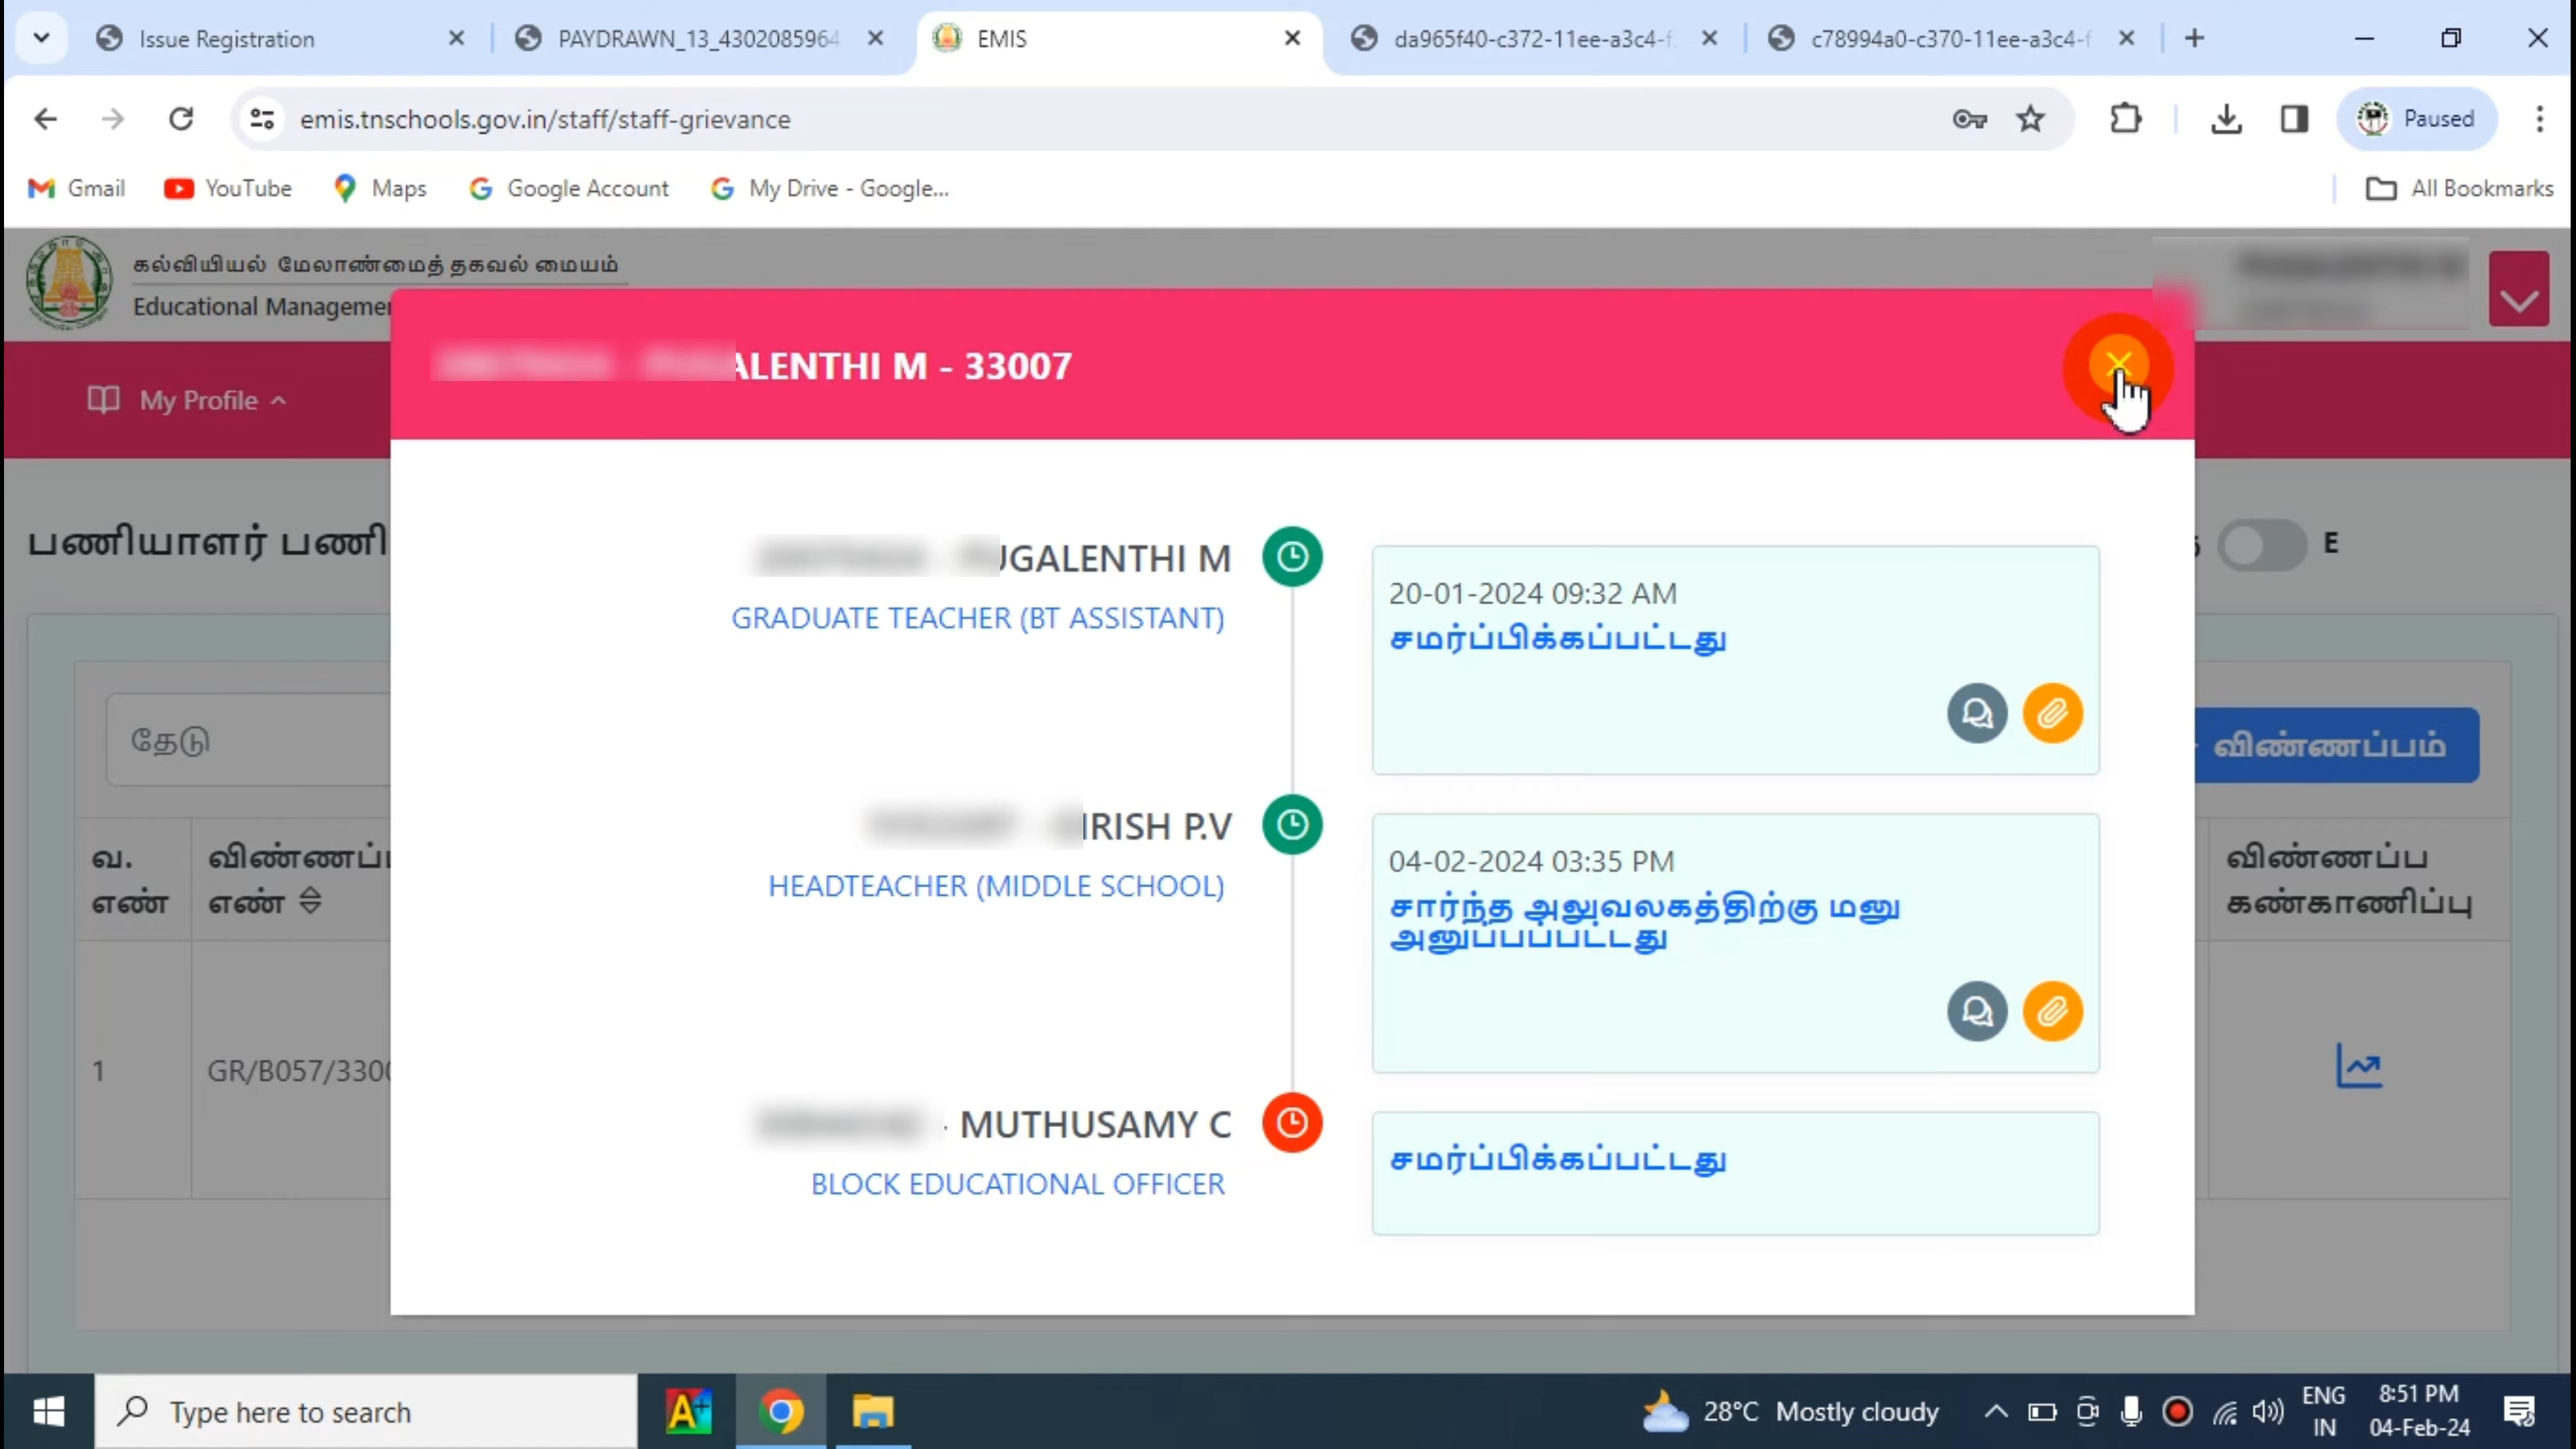 Issue Registration
PAYDRAWN_13_4302085964
EMIS
da965f40-c372-11ee-a3c4-f
c78994a0-c370-11ee-a3c4-f
emis.tnschools.gov.in/staff/staff-grievance
Paused
Gmail
YouTube
Maps
Google Account
My Drive - Google...
All Bookmarks
கல்வியியல் மேலாண்மைத் தகவல் மையம்
Educational Managemen
ALENTHI M - 33007
My Profile
பணியாளர் பணி
E
UGALENTHI M
GRADUATE TEACHER (BT ASSISTANT)
20-01-2024 09:32 AM
சமர்ப்பிக்கப்பட்டது
தேடு
விண்ணப்பம்
IRISH P.V
HEADTEACHER (MIDDLE SCHOOL)
04-02-2024 03:35 PM
சார்ந்த அலுவலகத்திற்கு மனு
அனுப்பப்பட்டது
வ.
எண்
விண்ணப்ப
எண்
விண்ணப்ப
கண்காணிப்பு
1
GR/B057/3300
- MUTHUSAMY C
BLOCK EDUCATIONAL OFFICER
சமர்ப்பிக்கப்பட்டது
Type here to search
28°C Mostly cloudy
ENG
IN
8:51 PM
04-Feb-24